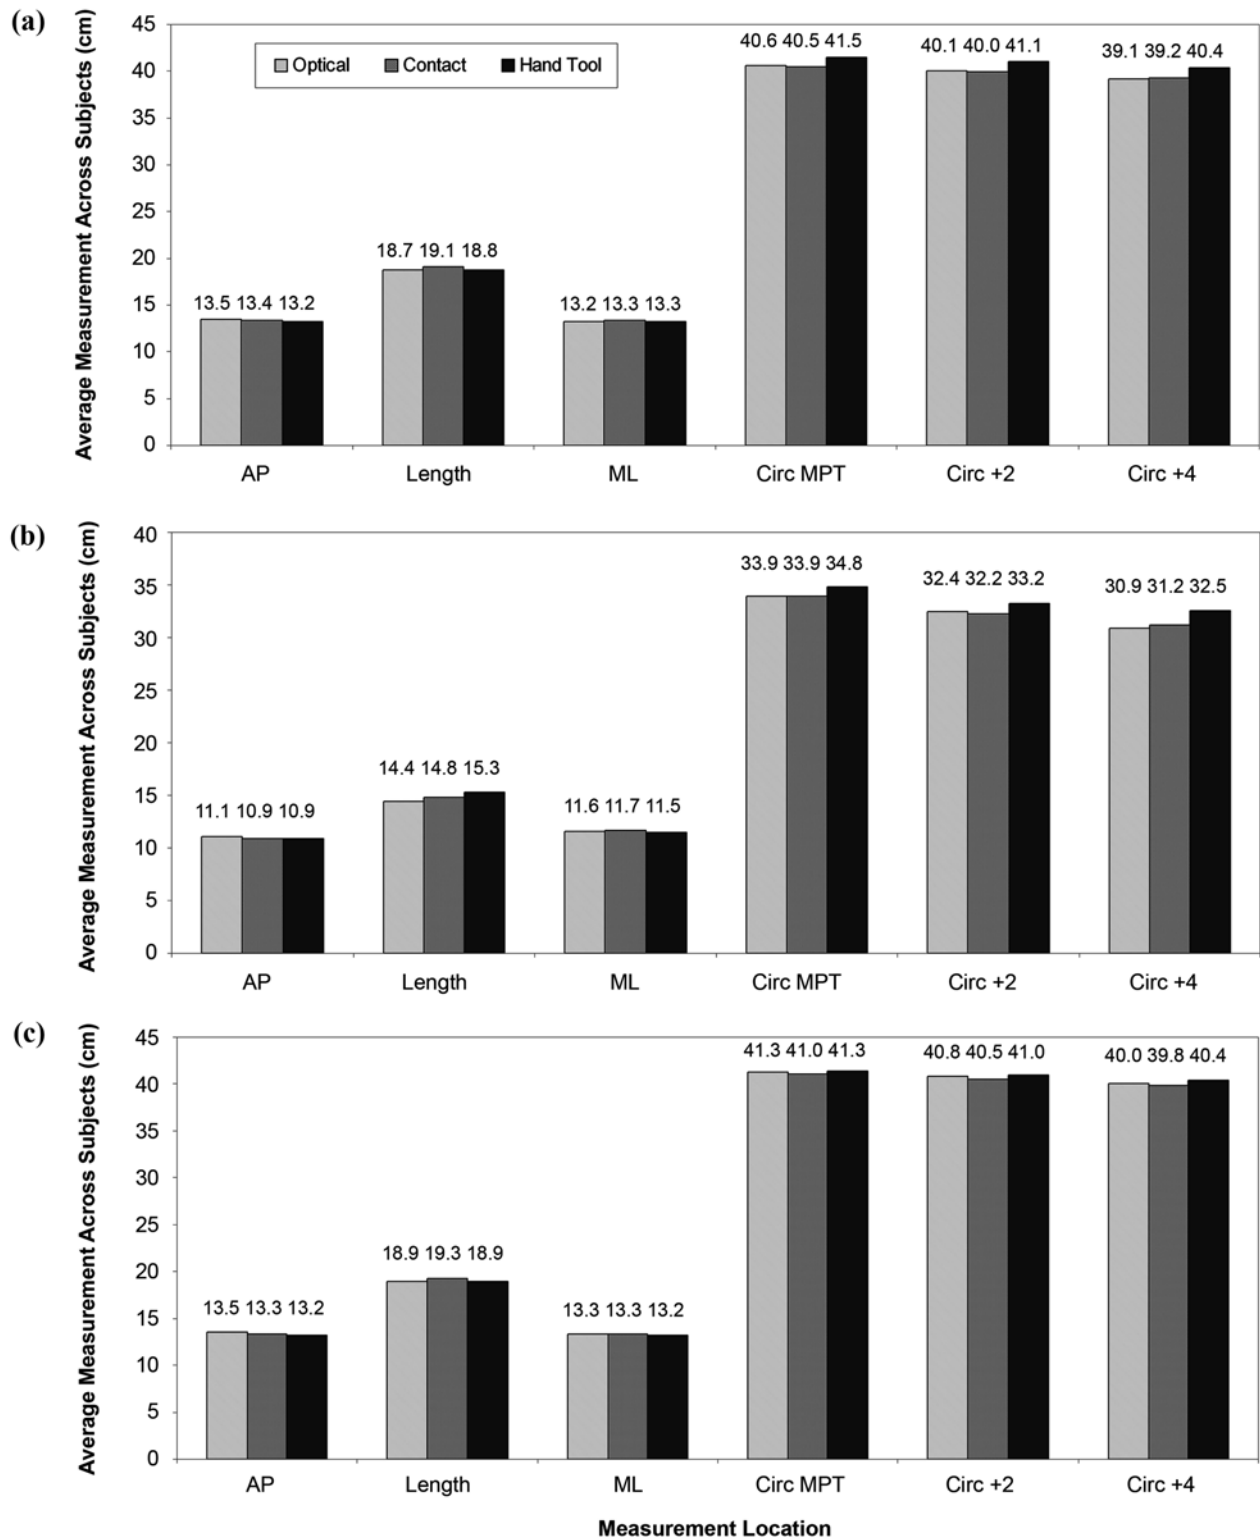 (a)
Average Measurement Across Subjects (cm)
45
40
35
30
25
20
15
10
5
0
Optical Contact Hand Tool
13.5 13.4 13.2
18.7 19.1 18.8
13.2 13.3 13.3
40.6 40.5 41.5
40.1 40.0 41.1
39.1 39.2 40.4
AP Length ML Circ MPT Circ +2 Circ +4
(b)
Average Measurement Across Subjects (cm)
40
35
30
25
20
15
10
5
0
11.1 10.9 10.9
14.4 14.8 15.3
11.6 11.7 11.5
33.9 33.9 34.8
32.4 32.2 33.2
30.9 31.2 32.5
AP Length ML Circ MPT Circ +2 Circ +4
(c)
Average Measurement Across Subjects (cm)
45
40
35
30
25
20
15
10
5
0
13.5 13.3 13.2
18.9 19.3 18.9
13.3 13.3 13.2
41.3 41.0 41.3
40.8 40.5 41.0
40.0 39.8 40.4
AP Length ML Circ MPT Circ +2 Circ +4
Measurement Location